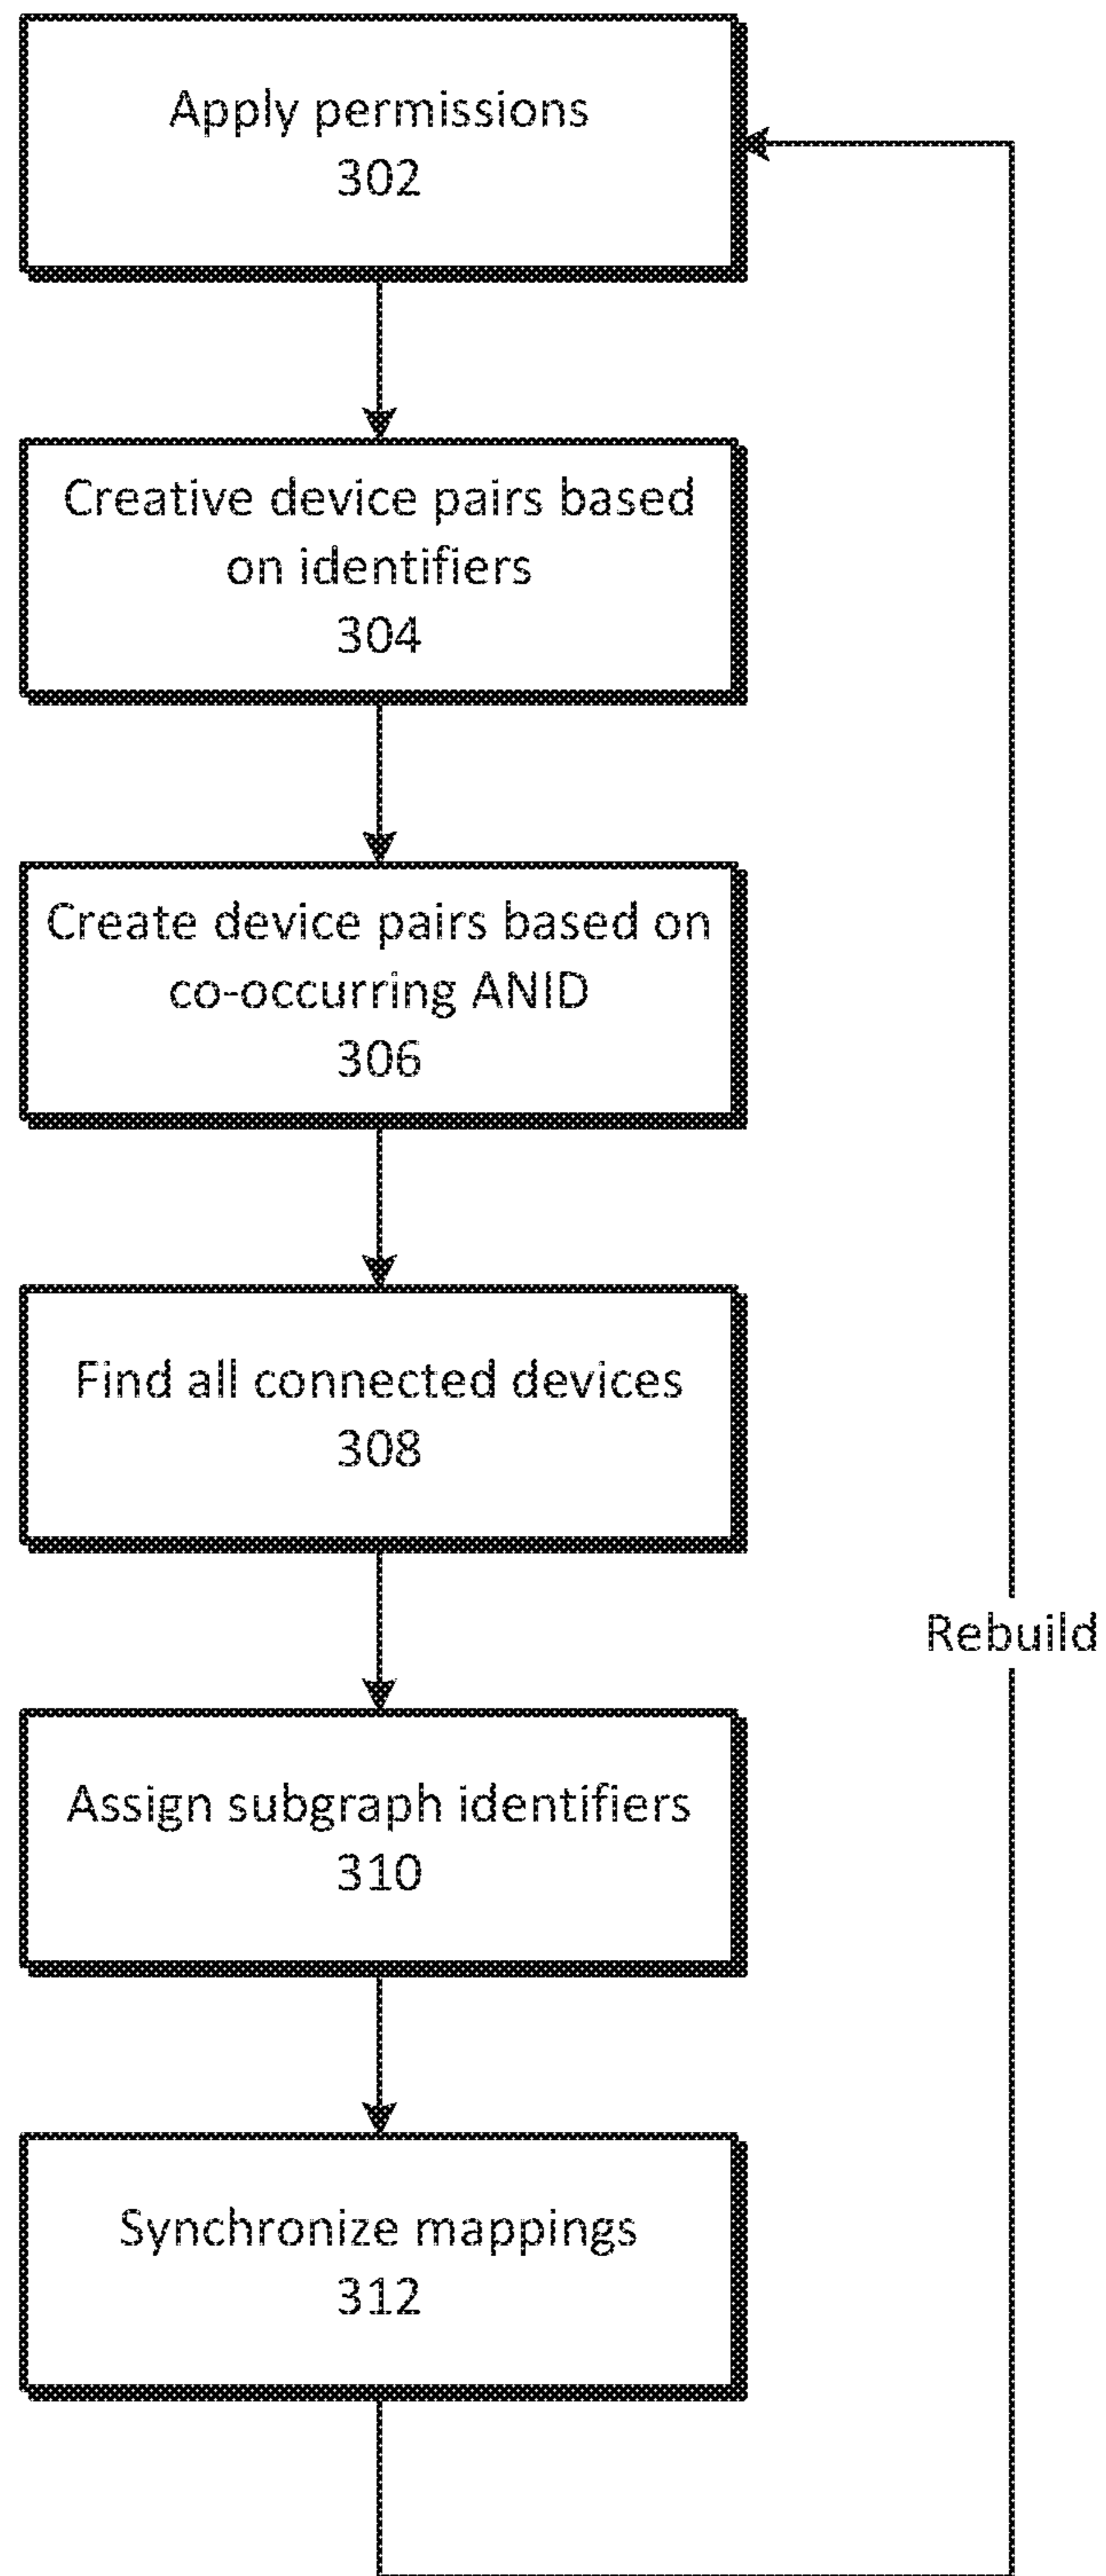 Apply permissions
302
Creative device pairs based
on identifiers
304
Create device pairs based on
co-occurring ANID
306
Find all connected devices
308
Rebuild
Assign subgraph identifiers
310
Synchronize mappings
312